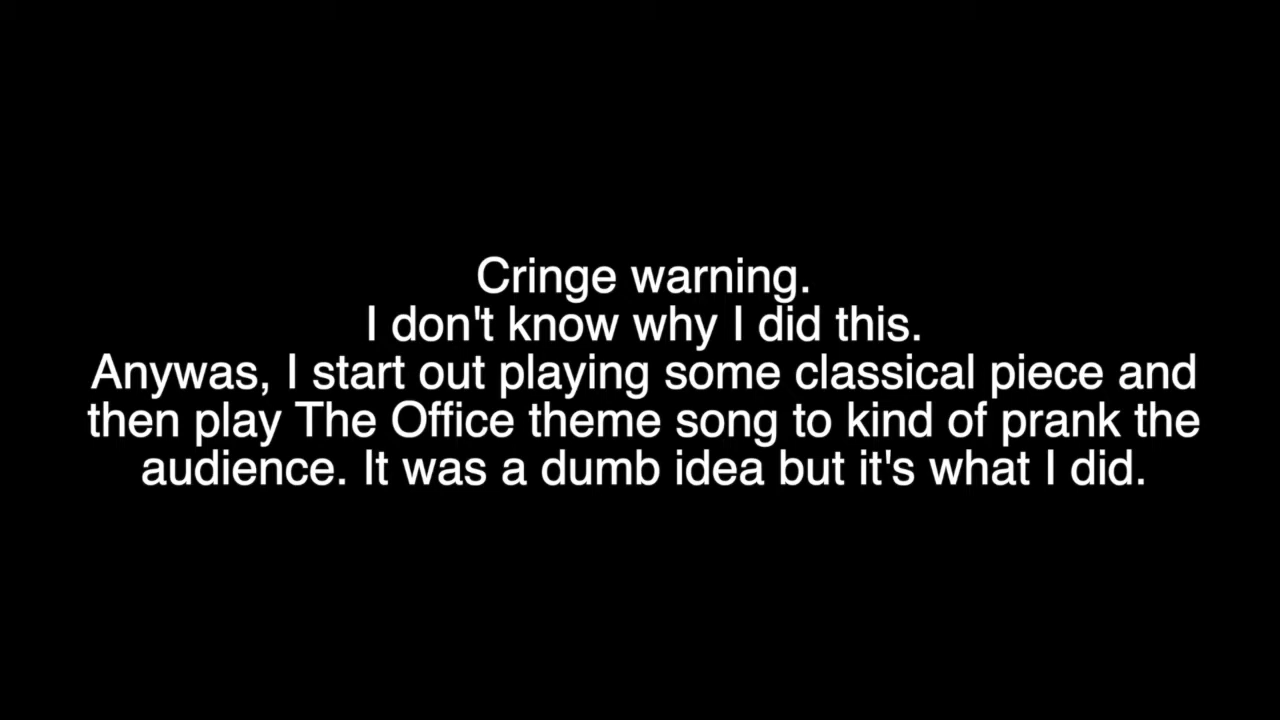 Cringe warning.
I don't know why I did this.
Anywas, I start out playing some classical piece and
then play The Office theme song to kind of prank the
audience. It was a dumb idea but it's what I did.